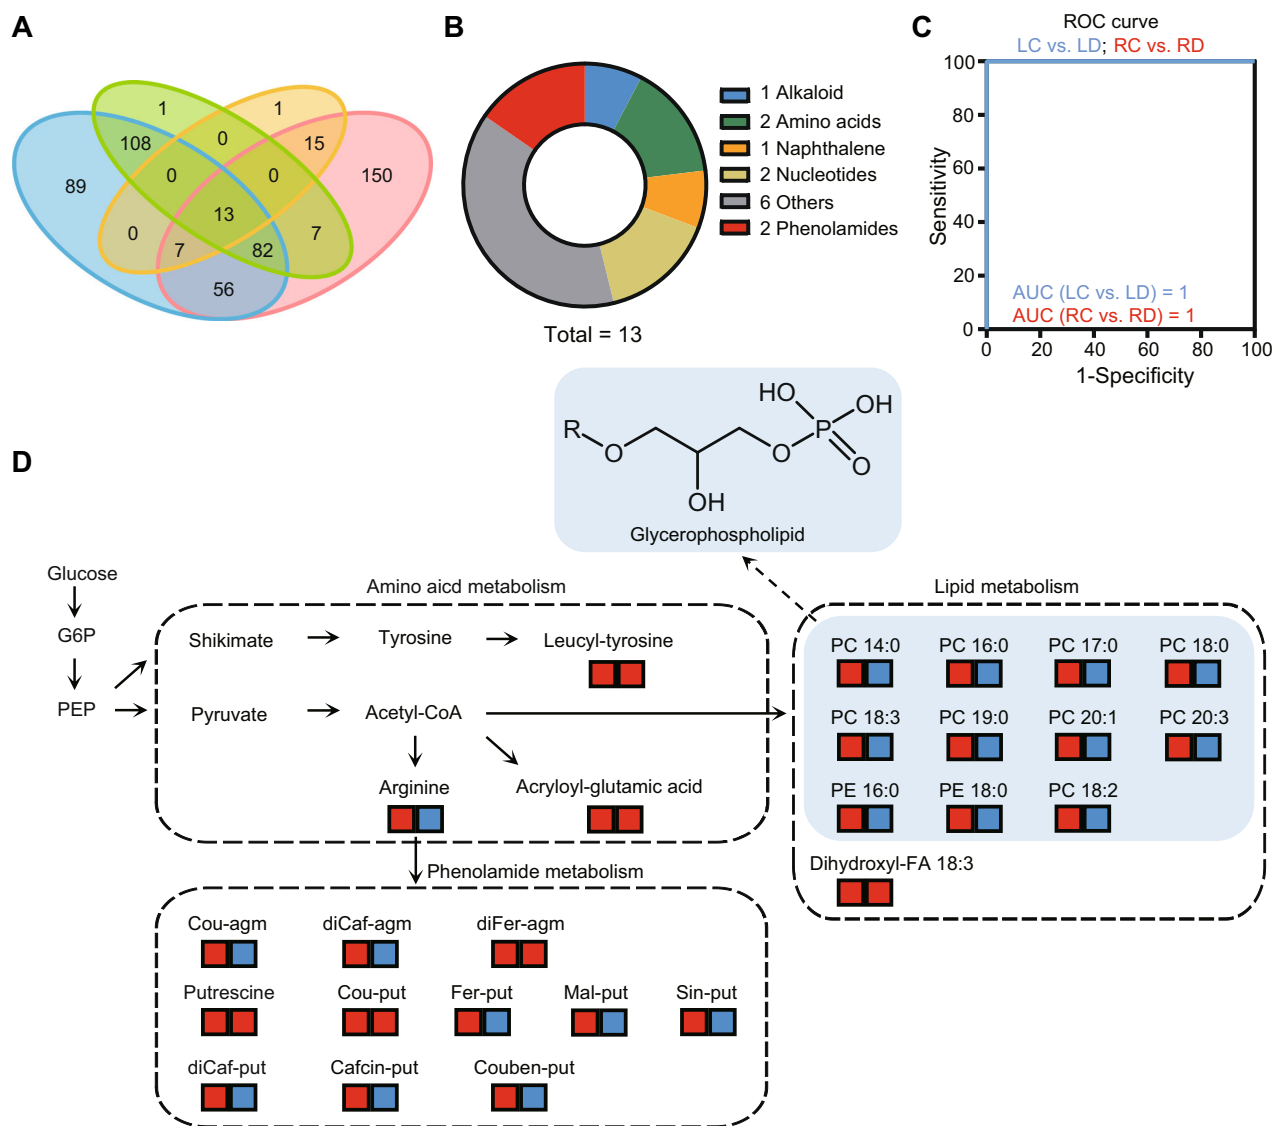 A
1
1
108
0
15
89
0
0
150
13
0
7
82
7
56
B
1 Alkaloid
2 Amino acids
1 Naphthalene
2 Nucleotides
6 Others
2 Phenolamides
Total = 13
C
ROC curve
LC vs. LD; RC vs. RD
Sensitivity
100
80
60
40
20
0
AUC (LC vs. LD) = 1
AUC (RC vs. RD) = 1
0 20 40 60 80 100
1-Specificity
D
HO
OH
R
O
O
P
O
OH
Glycerophospholipid
Glucose
G6P
PEP
Amino aicd metabolism
Shikimate
Tyrosine
Leucyl-tyrosine
Pyruvate
Acetyl-CoA
Arginine
Acryloyl-glutamic acid
Lipid metabolism
PC 14:0 PC 16:0 PC 17:0 PC 18:0
PC 18:3 PC 19:0 PC 20:1 PC 20:3
PE 16:0 PE 18:0 PC 18:2
Dihydroxyl-FA 18:3
Phenolamide metabolism
Cou-agm diCaf-agm diFer-agm
Putrescine Cou-put Fer-put Mal-put Sin-put
diCaf-put Cafcin-put Couben-put